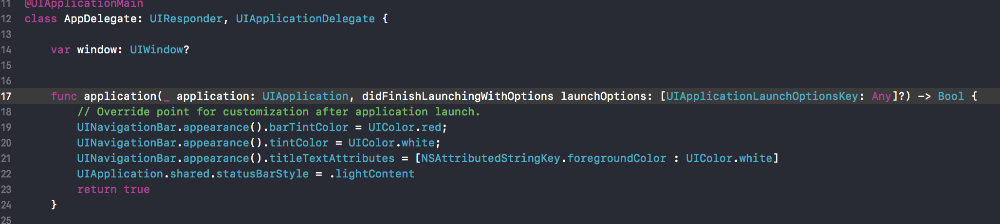 11 @UIApplicationMain
12 class AppDelegate: UIResponder, UIApplicationDelegate {
13
14     var window: UIWindow?
15
16
17     func application(_ application: UIApplication, didFinishLaunchingWithOptions launchOptions: [UIApplicationLaunchOptionsKey: Any]?) -> Bool {
18         // Override point for customization after application launch.
19         UINavigationBar.appearance().barTintColor = UIColor.red;
20         UINavigationBar.appearance().tintColor = UIColor.white;
21         UINavigationBar.appearance().titleTextAttributes = [NSAttributedStringKey.foregroundColor : UIColor.white]
22         UIApplication.shared.statusBarStyle = .lightContent
23         return true
24     }
25